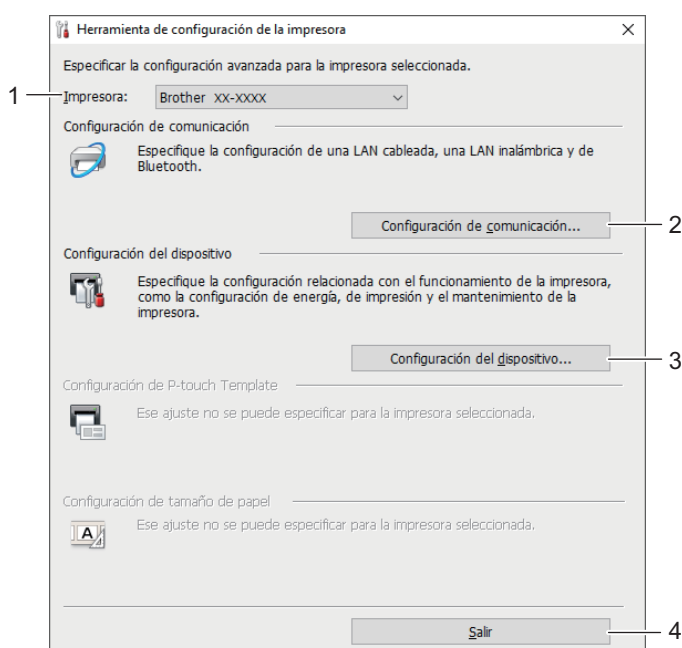 Herramienta de configuración de la impresora
Especificar la configuración avanzada para la impresora seleccionada.
1
Impresora: Brother XX-XXXX
Configuración de comunicación
Especifique la configuración de una LAN cableada, una LAN inalámbrica y de
Bluetooth.
Configuración de comunicación... 2
Configuración del dispositivo
Especifique la configuración relacionada con el funcionamiento de la impresora,
como la configuración de energía, de impresión y el mantenimiento de la
impresora.
Configuración del dispositivo... 3
Configuración de P-touch Template
Ese ajuste no se puede especificar para la impresora seleccionada.
Configuración de tamaño de papel
A
Ese ajuste no se puede especificar para la impresora seleccionada.
Salir 4